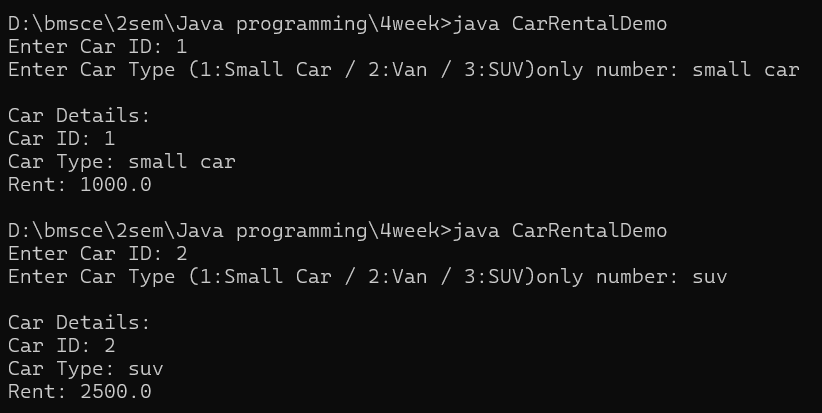 D:\bmsce\2sem\Java programming\4week>java CarRentalDemo
Enter Car ID: 1
Enter Car Type (1:Small Car / 2:Van / 3:SUV)only number: small car
Car Details:
Car ID: 1
Car Type: small car
Rent: 1000.0
D:\bmsce\2sem\Java programming\4week>java CarRentalDemo
Enter Car ID: 2
Enter Car Type (1:Small Car / 2:Van / 3:SUV)only number: suv
Car Details:
Car ID: 2
Car Type: suv
Rent: 2500.0